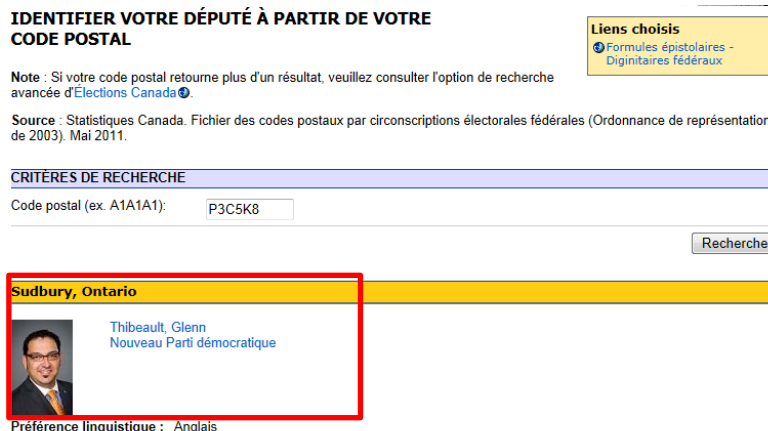 IDENTIFIER VOTRE DÉPUTÉ À PARTIR DE VOTRE
CODE POSTAL
Liens choisis
Formules épistolaires -
Diginitaires fédéraux
Note : Si votre code postal retourne plus d'un résultat, veuillez consulter l'option de recherche
avancée d'Élections Canada.
Source : Statistiques Canada. Fichier des codes postaux par circonscriptions électorales fédérales (Ordonnance de représentation
de 2003). Mai 2011.
CRITÈRES DE RECHERCHE
Code postal (ex. A1A1A1):
P3C5K8
Recherche
Sudbury, Ontario
Thibeault, Glenn
Nouveau Parti démocratique
Préférence linguistique : Anglais